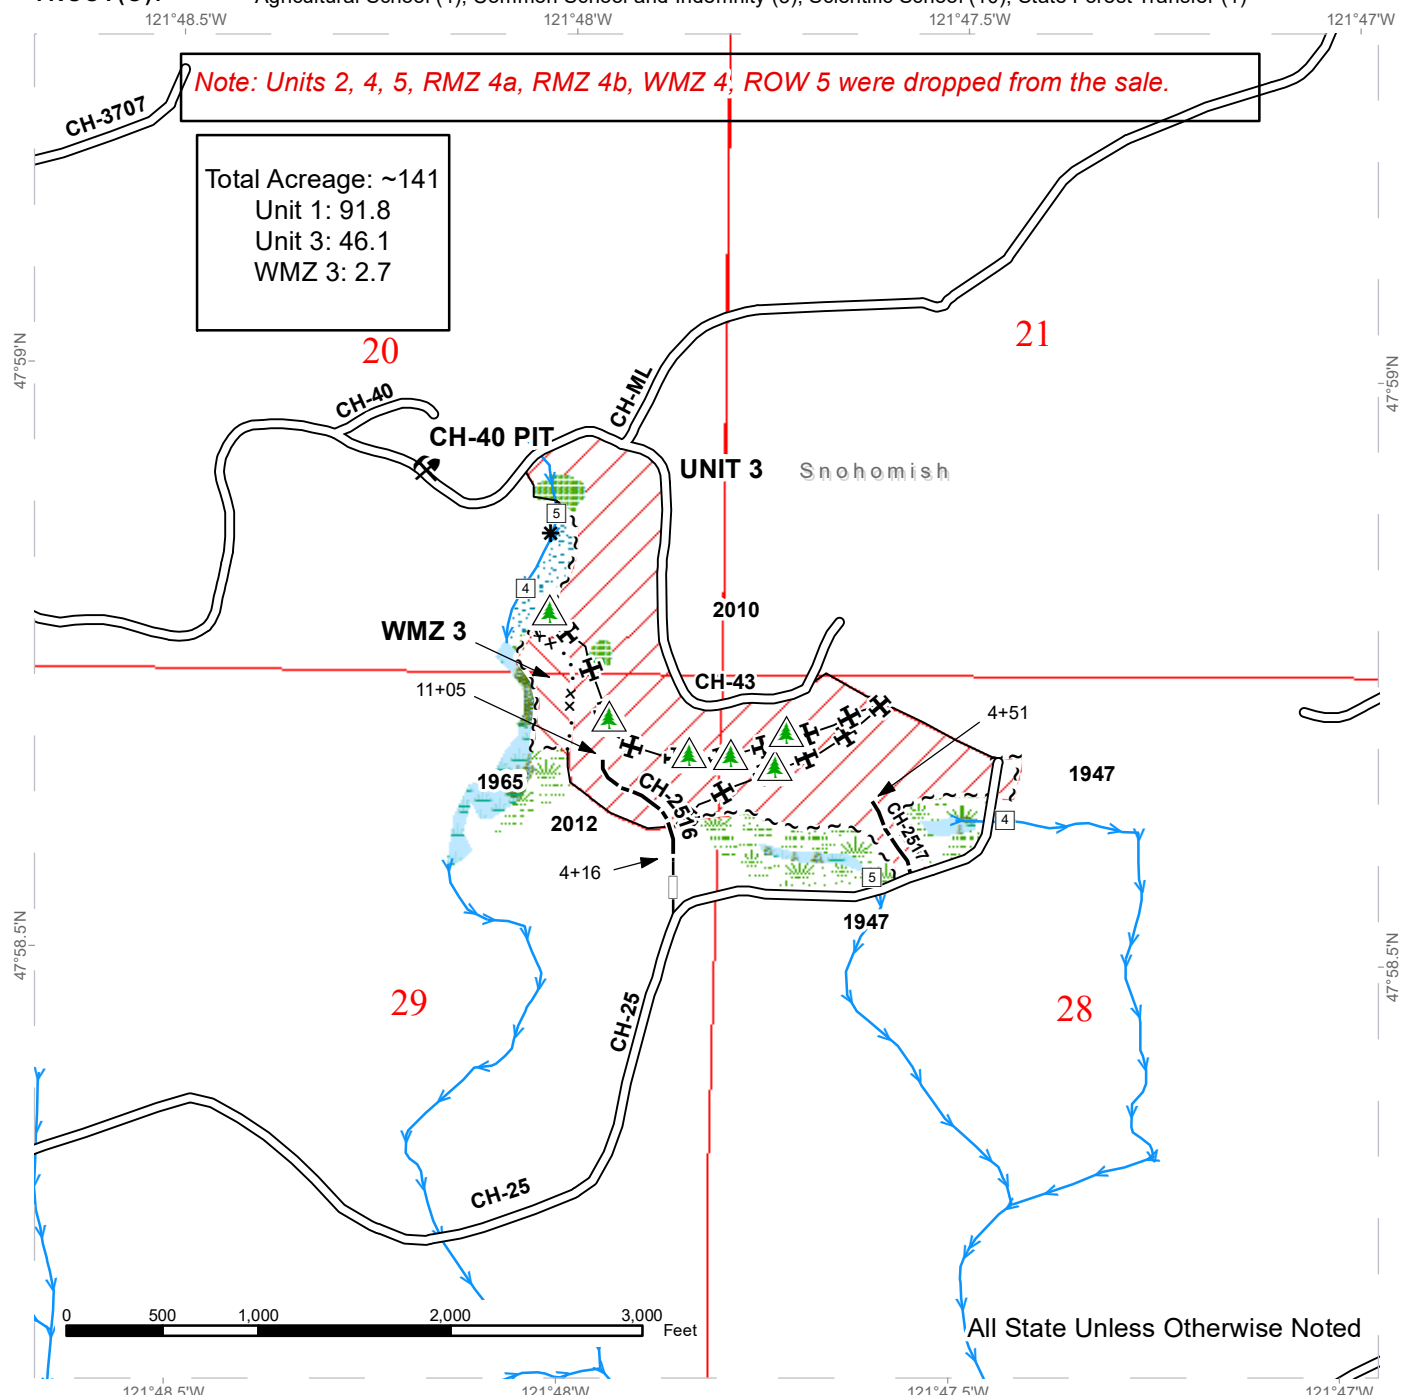 121°48.5'W
121°48'W
121°47.5'W
121°47'W
Note: Units 2, 4, 5, RMZ 4a, RMZ 4b, WMZ 4, ROW 5 were dropped from the sale.
CH-3707
Total Acreage: ~141
Unit 1: 91.8
Unit 3: 46.1
WMZ 3: 2.7
20
21
47°59'N
47°59'N
CH-ML
CH-40
CH-40 PIT
UNIT 3
Snohomish
5
4
2010
WMZ 3
CH-43
11+05
4+51
1965
CH-2516
1947
2012
CH-2517
4
4+16
5
1947
47°58.5'N
47°58.5'N
29
28
CH-25
CH-25
0 500 1,000 2,000 3,000
Feet
All State Unless Otherwise Noted
121°48.5'W
121°48'W
121°47.5'W
121°47'W